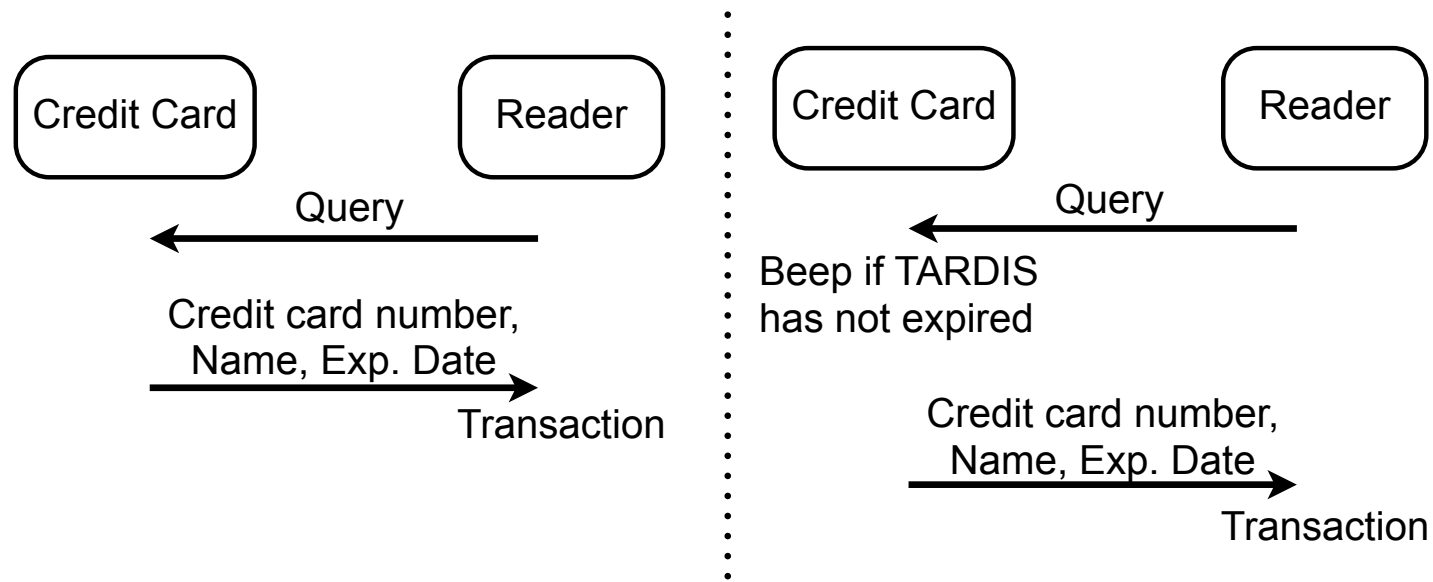 Credit Card
Reader
Query
Credit card number,
Name, Exp. Date
Transaction
Credit Card
Reader
Query
Beep if TARDIS
has not expired
Credit card number,
Name, Exp. Date
Transaction